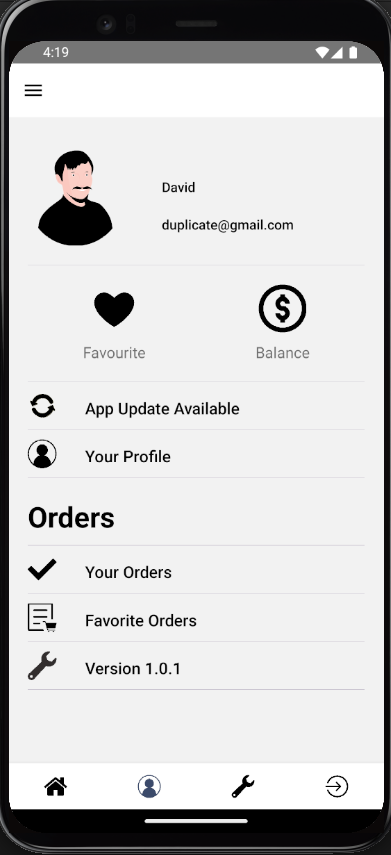 4:19
David
duplicate@gmail.com
Favourite
Balance
App Update Available
Your Profile
Orders
Your Orders
Favorite Orders
Version 1.0.1